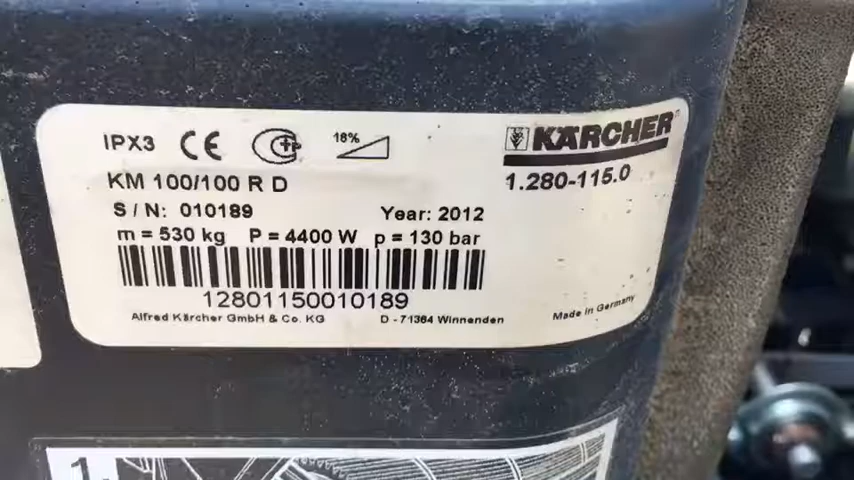 IPX3 CE 18% KÄRCHER
KM 100/100 R D 1.280-115.0
S / N: 010189 Year: 2012
m = 530 kg P = 4400 W p = 130 bar
12801150010189
Alfred Kärcher GmbH & Co. KG D - 71364 Winnenden Made in Germany
1.